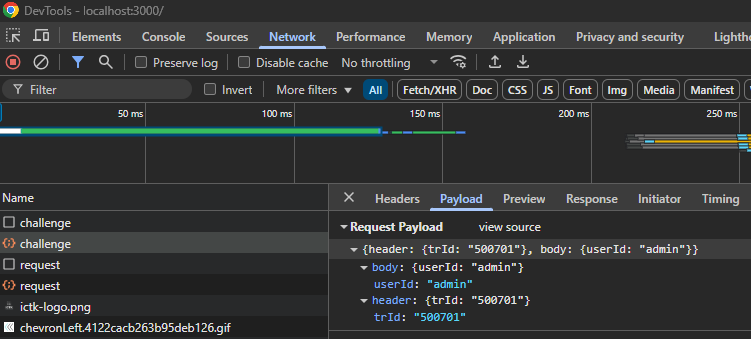 DevTools - localhost:3000/
Elements Console Sources Network Performance Memory Application Privacy and security Lighth
Preserve log Disable cache No throttling
Filter Invert More filters All Fetch/XHR Doc CSS JS Font Img Media Manifest
50 ms 100 ms 150 ms 200 ms 250 ms
Name
challenge
challenge
request
request
ictk-logo.png
chevronLeft.4122cacb263b95deb126.gif
Headers Payload Preview Response Initiator Timing
Request Payload view source
{header: {trId: "500701"}, body: {userId: "admin"}}
body: {userId: "admin"}
userId: "admin"
header: {trId: "500701"}
trId: "500701"